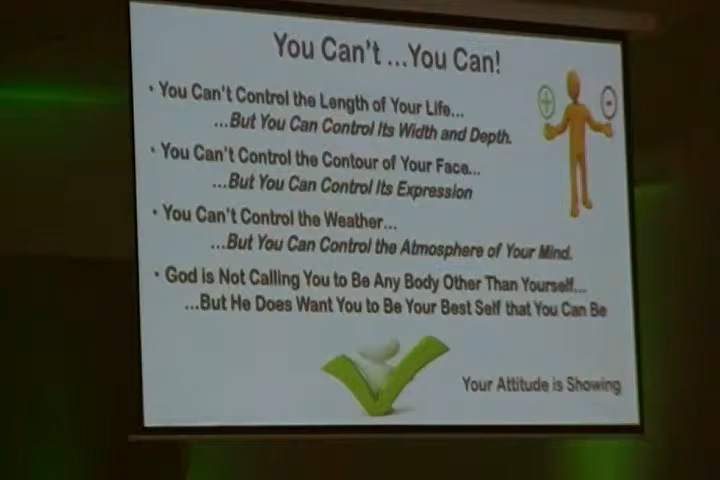 You Can't ...You Can!
• You Can't Control the Length of Your Life...
...But You Can Control Its Width and Depth.
• You Can't Control the Contour of Your Face...
...But You Can Control Its Expression
• You Can't Control the Weather...
...But You Can Control the Atmosphere of Your Mind.
• God is Not Calling You to Be Any Body Other Than Yourself...
...But He Does Want You to Be Your Best Self that You Can Be
Your Attitude is Showing